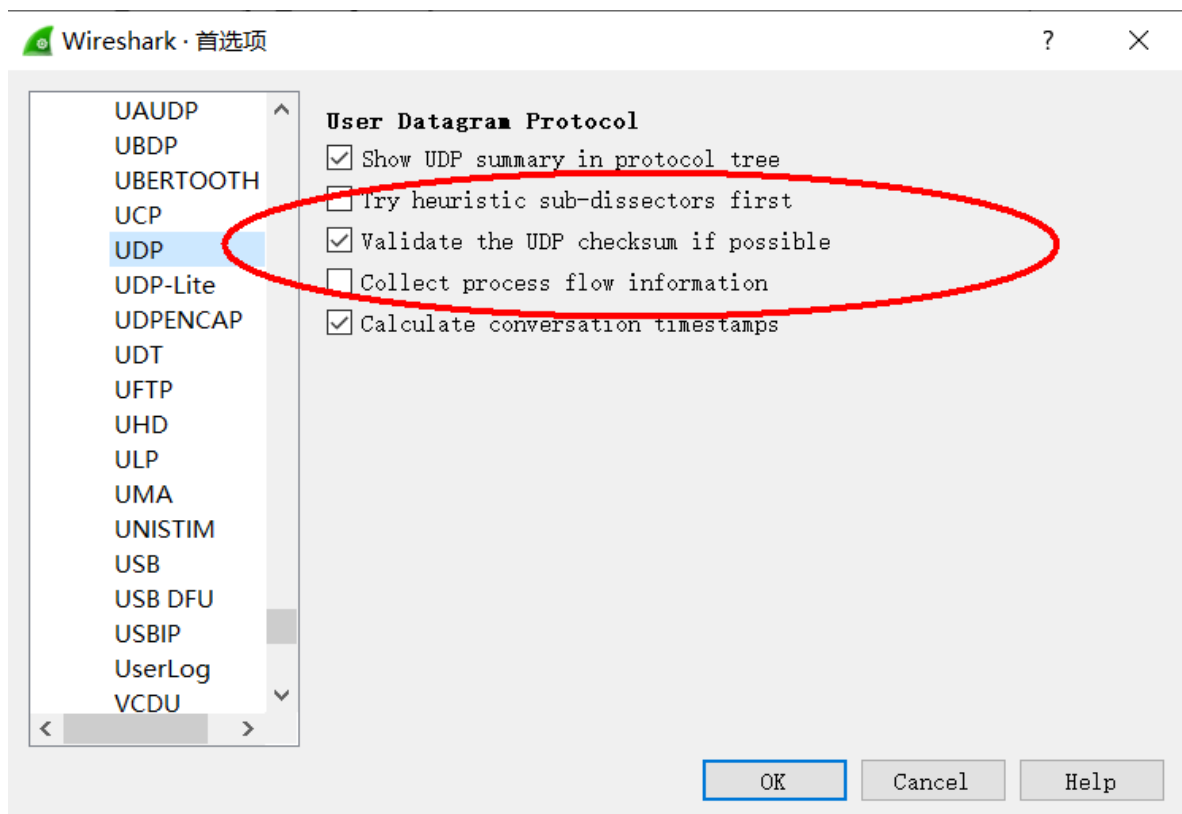 Wireshark · 首选项
?
UAUDP
UBDP
UBERTOOTH
UCP
UDP
UDP-Lite
UDPENCAP
UDT
UFTP
UHD
ULP
UMA
UNISTIM
USB
USB DFU
USBIP
UserLog
VCDU
User Datagram Protocol
Show UDP summary in protocol tree
Try heuristic sub-dissectors first
Validate the UDP checksum if possible
Collect process flow information
Calculate conversation timestamps
OK
Cancel
Help